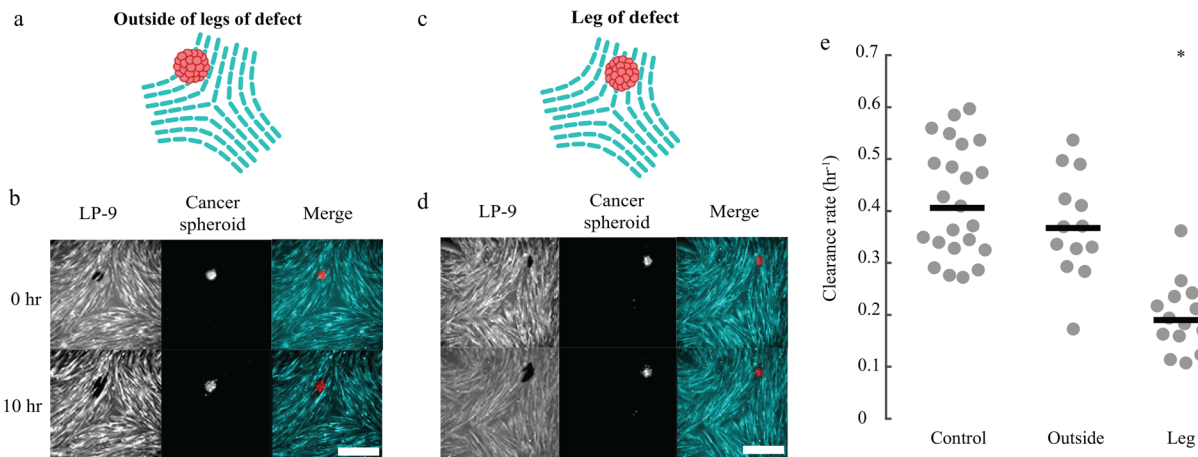 a
Outside of legs of defect
b
LP-9
Cancer
spheroid
Merge
0 hr
10 hr
c
Leg of defect
d
LP-9
Cancer
spheroid
Merge
e
Clearance rate (hr⁻¹)
0.7
0.6
0.5
0.4
0.3
0.2
0.1
0
*
Control
Outside
Leg